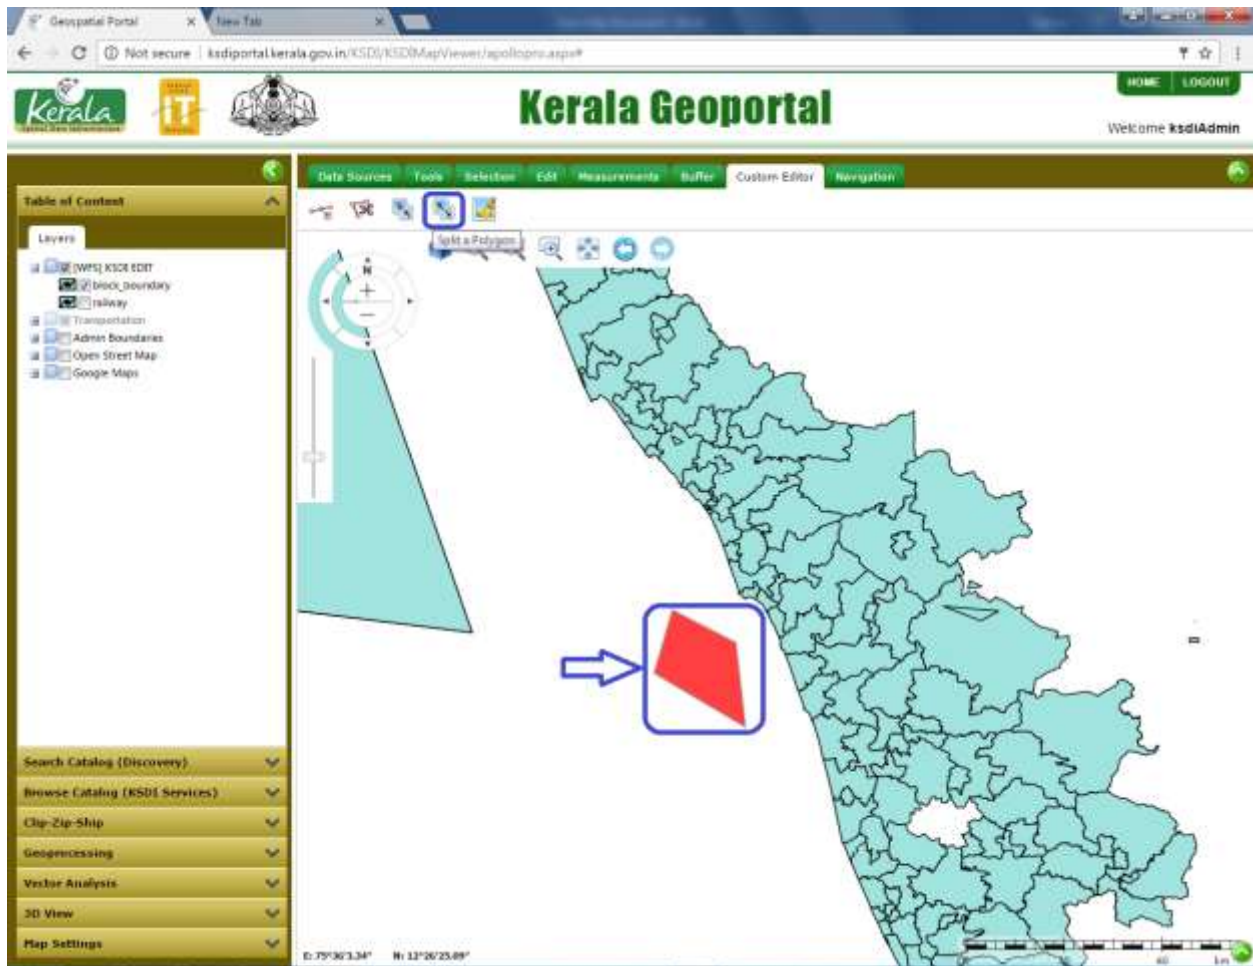 Geospatial Portal
New Tab
Not secure | ksdiportal.kerala.gov.in/KSDI/KSDIMapViewer/apollopro.aspx#
Kerala
iT
Kerala Geoportal
HOME LOGOUT
Welcome ksdiAdmin
Data Sources Tools Selection Edit Measurements Buffer Custom Editor Navigation
Table of Content
Split a Polygon
Layers
N
[WFS] KSDI EDIT
block_boundary
railway
Transportation
Admin Boundaries
Open Street Map
Google Maps
Search Catalog (Discovery)
Browse Catalog (KSDI Services)
Clip-Zip-Ship
Geoprocessing
Vector Analysis
3D View
Map Settings
E: 75°36'3.34" N: 12°26'25.09"
km